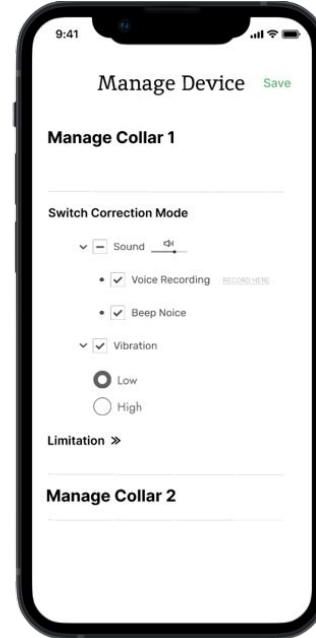 9:41
Manage Device Save
Manage Collar 1
Switch Correction Mode
Sound
Voice Recording RECORD HERE
Beep Noice
Vibration
Low
High
Limitation
Manage Collar 2